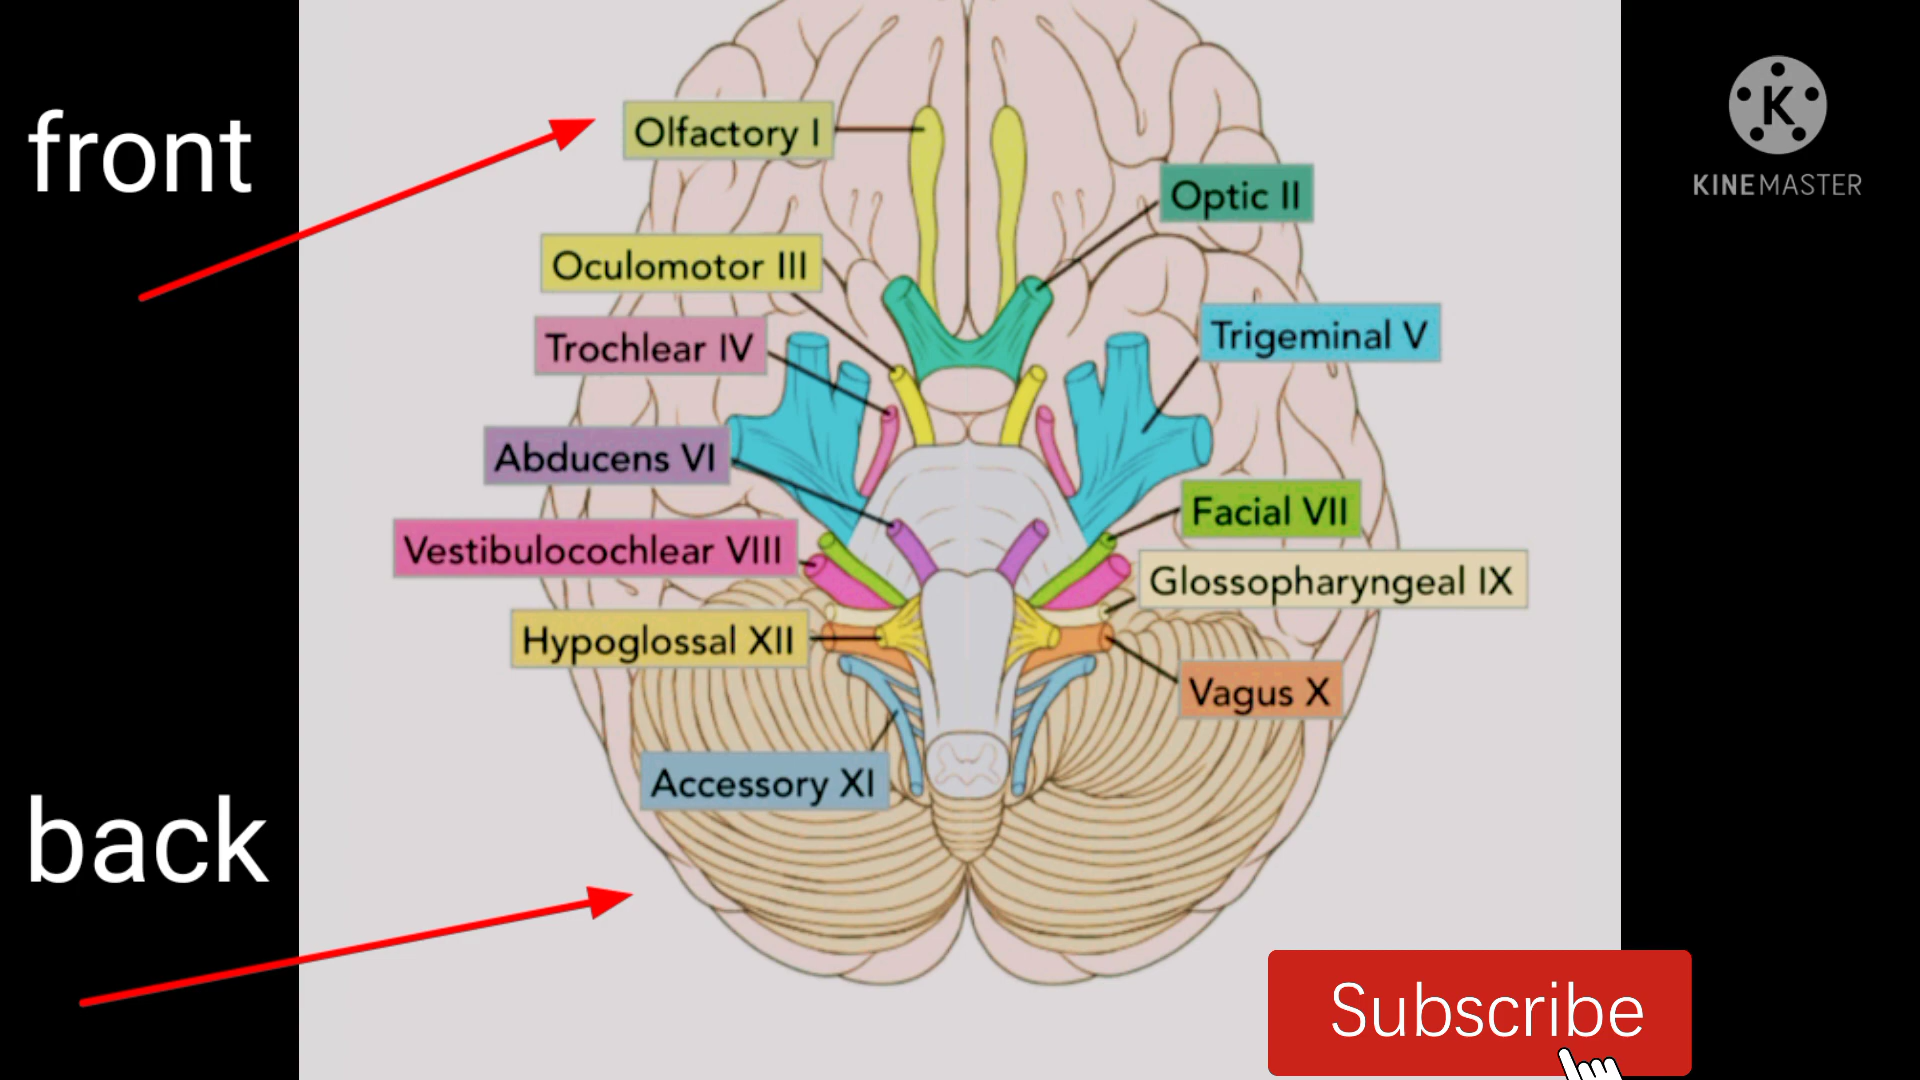 front
Olfactory I
Optic II
Oculomotor III
Trochlear IV
Trigeminal V
Abducens VI
Facial VII
Vestibulocochlear VIII
Glossopharyngeal IX
Hypoglossal XII
Vagus X
Accessory XI
back
K
KINEMASTER
Subscribe